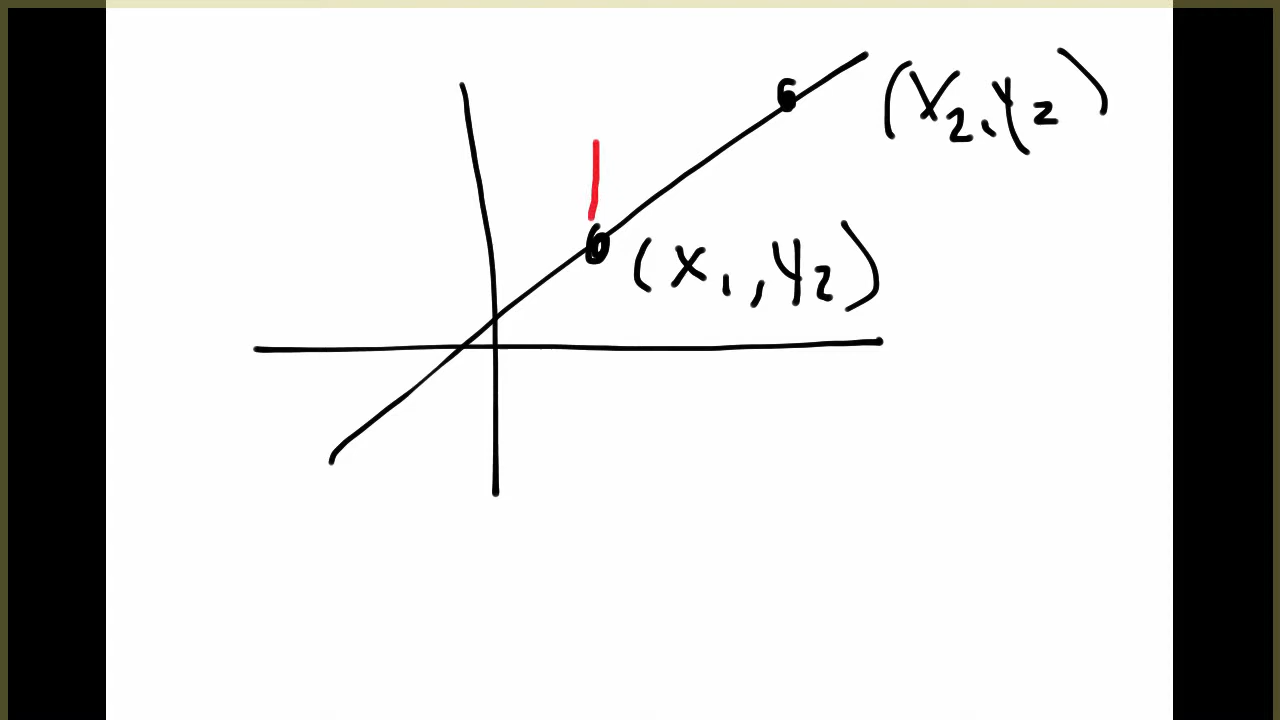 (x₂, y₂)
(x₁, y₂)